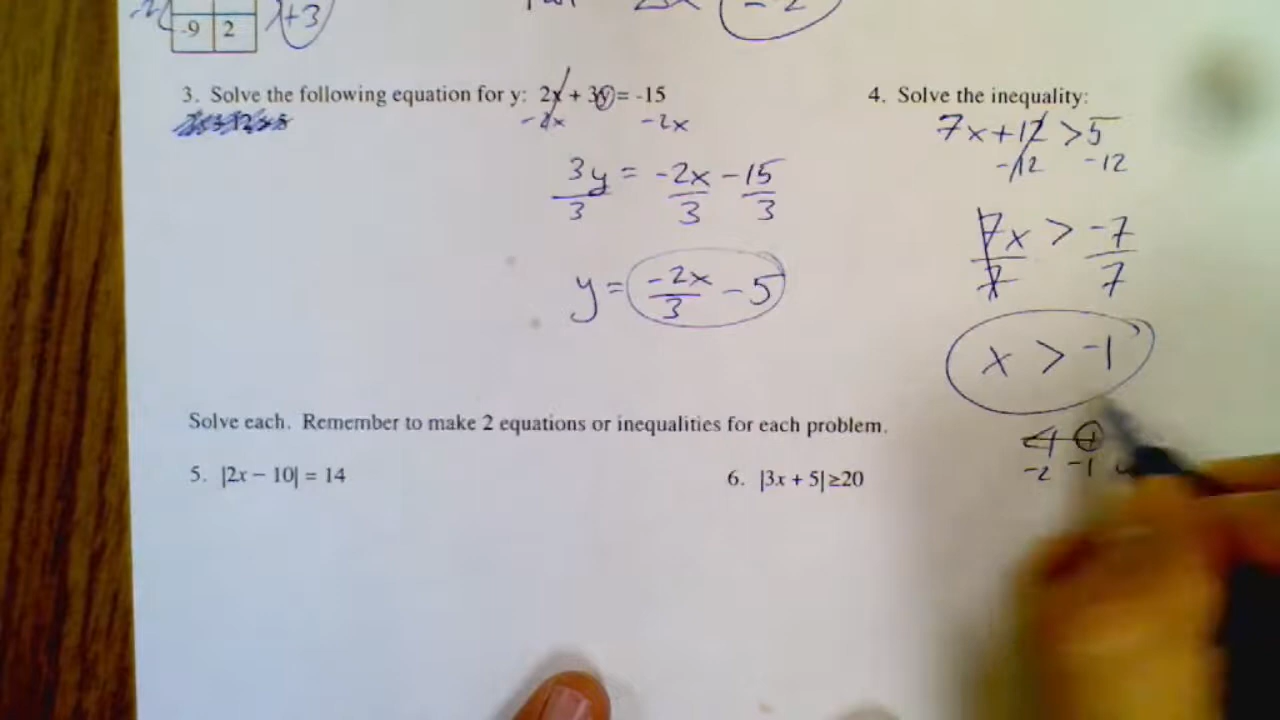 -9 2 x+3
-2
3. Solve the following equation for y: 2x + 3y = -15
-2x -2x
3y = -2x - 15
3 3 3
y = -2x - 5
3
4. Solve the inequality:
7x+12 >5
-12 -12
7x > -7
7 7
x > -1
-2 -1
Solve each. Remember to make 2 equations or inequalities for each problem.
5. |2x − 10| = 14
6. |3x + 5|≥20